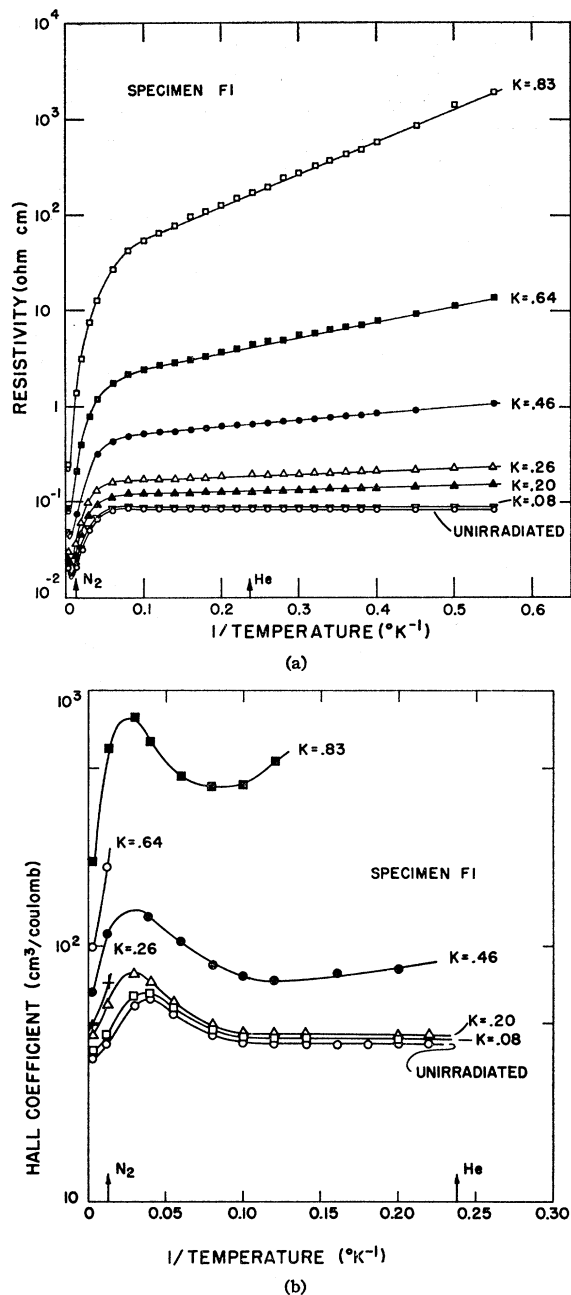 10^4
SPECIMEN F1
K=.83
10^3
10^2
RESISTIVITY (ohm cm)
10
K=.64
1
K=.46
K=.26
10^-1
K=.20
K=.08
UNIRRADIATED
10^-2
N2
He
0 0.1 0.2 0.3 0.4 0.5 0.6
1/TEMPERATURE (°K^-1)
(a)
10^3
K=.83
K=.64
SPECIMEN F1
HALL COEFFICIENT (cm^3/coulomb)
10^2
K=.26
K=.46
K=.20
K=.08
UNIRRADIATED
N2
He
10
0 0.05 0.10 0.15 0.20 0.25 0.30
1/TEMPERATURE (°K^-1)
(b)